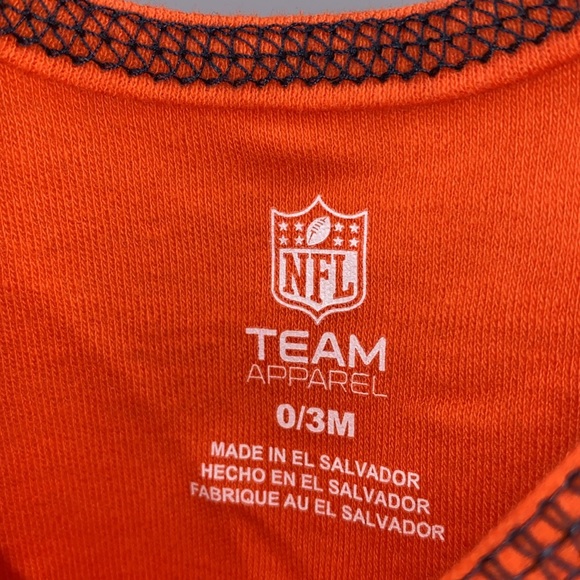 NFL
TEAM
APPAREL
0/3M
MADE IN EL SALVADOR
HECHO EN EL SALVADOR
FABRIQUE AU EL SALVADOR